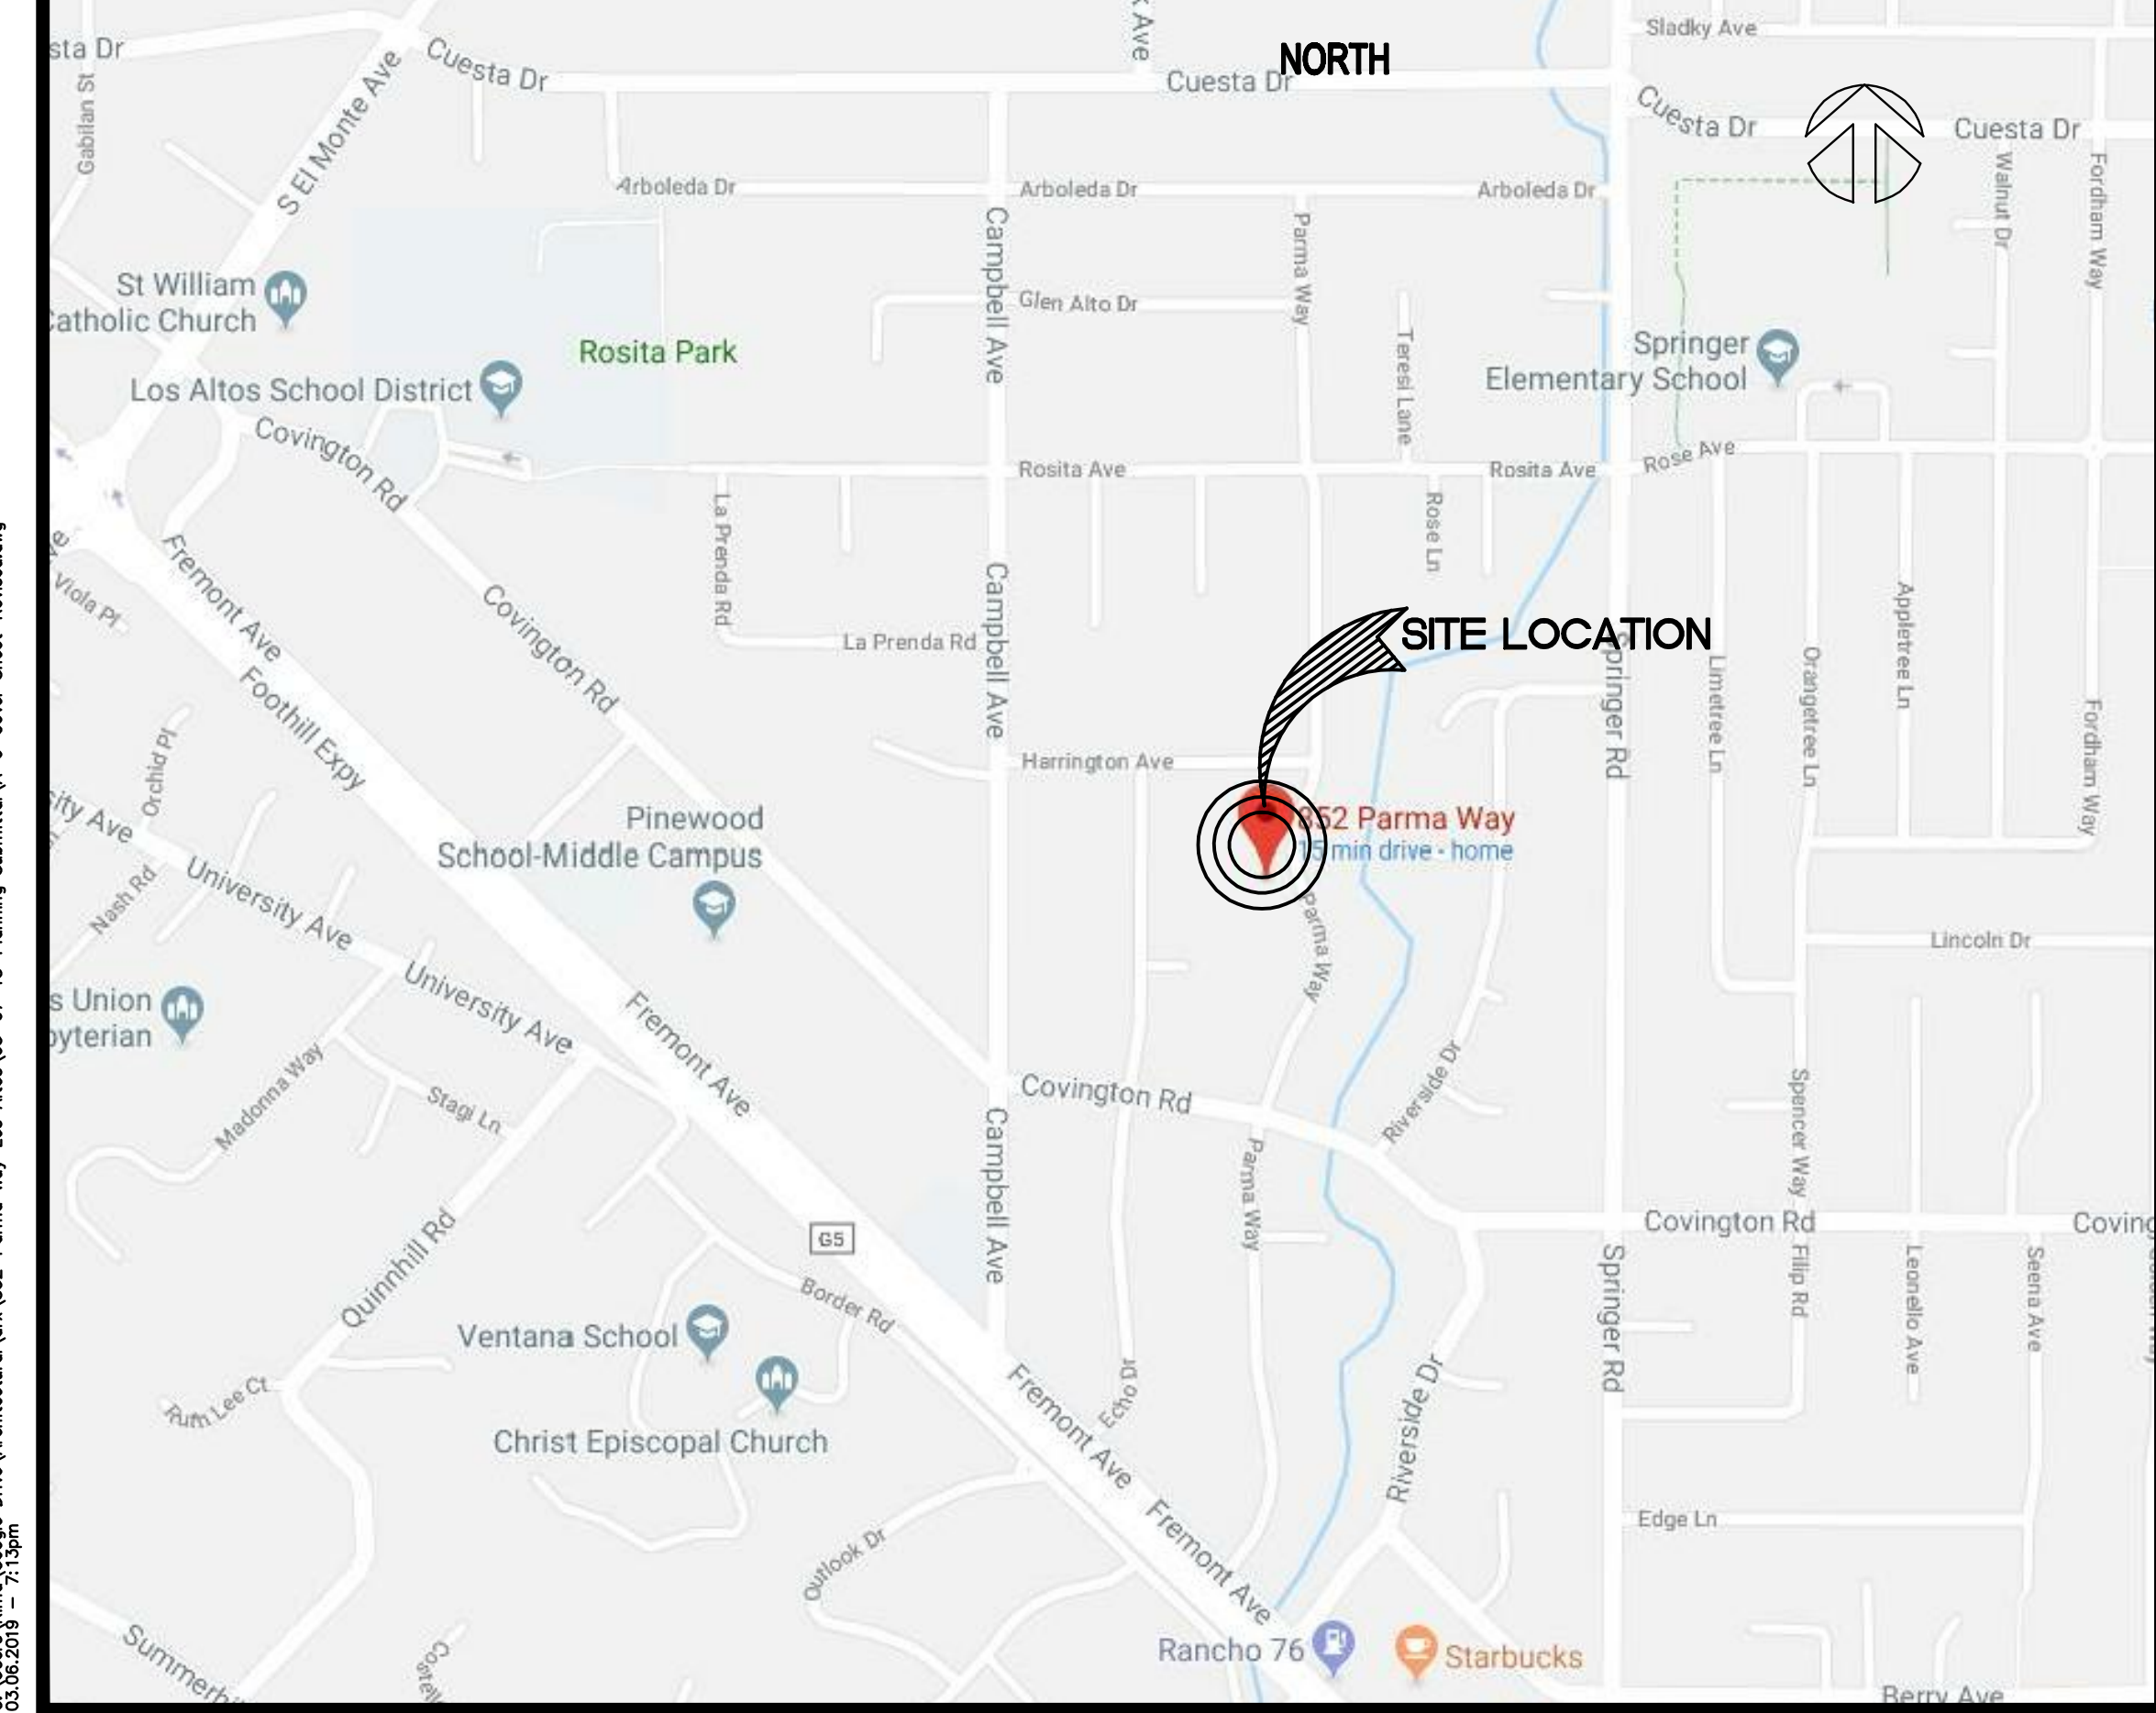 sta Dr
Cuesta Dr
Ave
Cuesta Dr
NORTH
Sladky Ave
Cuesta Dr
Cuesta Dr
Gabilan St
S El Monte Ave
Arboleda Dr
Arboleda Dr
Arboleda Dr
Walnut Dr
Fordham Way
Campbell Ave
Parma Way
St William
Catholic Church
Glen Alto Dr
Rosita Park
Teresi Lane
Springer
Elementary School
Los Altos School District
Covington Rd
Rosita Ave
Rosita Ave
Rose Ave
La Prenda Rd
Rose Ln
Fremont Ave
Viola Pl
Covington Rd
Campbell Ave
La Prenda Rd
SITE LOCATION
Springer Rd
Limetree Ln
Orangetree Ln
Appletree Ln
Fordham Way
Foothill Expy
Orchid Pl
Harrington Ave
sity Ave
Pinewood
School-Middle Campus
852 Parma Way
15 min drive - home
University Ave
Nash Rd
Parma Way
Lincoln Dr
s Union
byterian
University Ave
Fremont Ave
Madonna Way
Stagi Ln
Covington Rd
Riverside Dr
Spencer Way
Campbell Ave
Parma Way
Quinnhill Rd
G5
Border Rd
Covington Rd
Coving
Springer Rd
Filip Rd
Leonello Ave
Seena Ave
Ventana School
Ruth Lee Ct
Christ Episcopal Church
Echo Dr
Fremont Ave
Riverside Dr
Fremont Ave
Edge Ln
Outlook Dr
Summerhi
Costello
Rancho 76
Starbucks
Berry Ave
03.06.2019 - 7:13pm